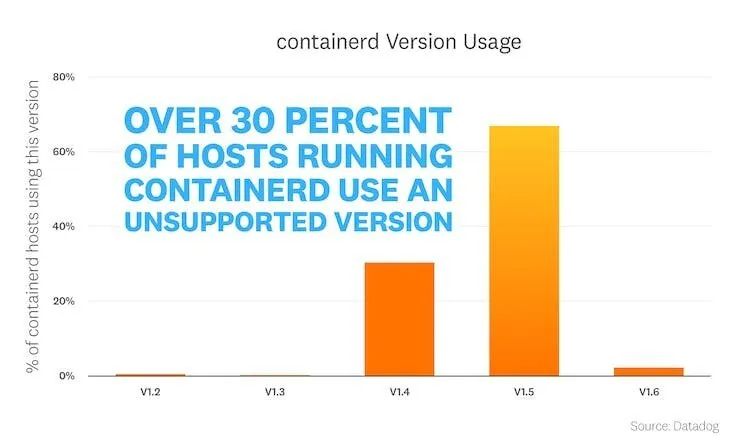 containerd Version Usage
% of containerd hosts using this version
80%
60%
40%
20%
0%
OVER 30 PERCENT
OF HOSTS RUNNING
CONTAINERD USE AN
UNSUPPORTED VERSION
V1.2
V1.3
V1.4
V1.5
V1.6
Source: Datadog